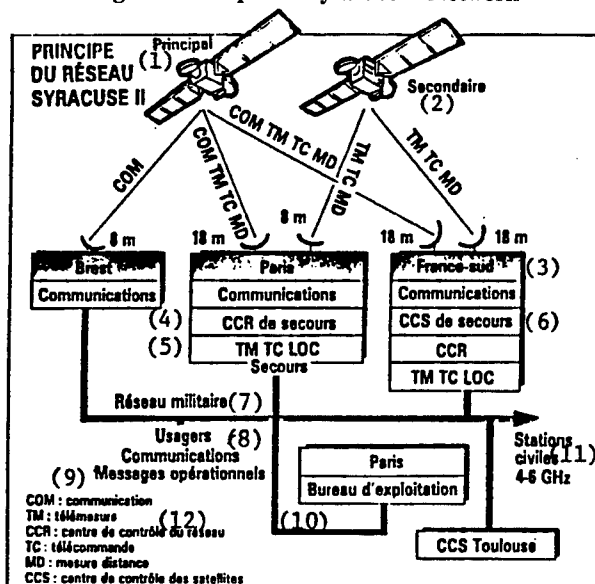 PRINCIPE
DU RÉSEAU
SYRACUSE II
(1) Principal
Secondaire
(2)
COM
COM TM TC MD
COM TM TC MD
TM TC MD
TM TC MD
8 m
18 m
8 m
18 m
18 m
Brest
Communications
Paris
Communications
(4) CCR de secours
(5) TM TC LOC
Secours
France-sud (3)
Communications
CCS de secours (6)
CCR
TM TC LOC
Réseau militaire (7)
Usagers (8)
Communications
(9) Messages opérationnels
Stations
civiles (11)
4-6 GHz
Paris
Bureau d'exploitation
(10)
CCS Toulouse
COM : communication
TM : télémesure (12)
CCR : centre de contrôle du réseau
TC : télécommande
MD : mesure distance
CCS : centre de contrôle des satellites